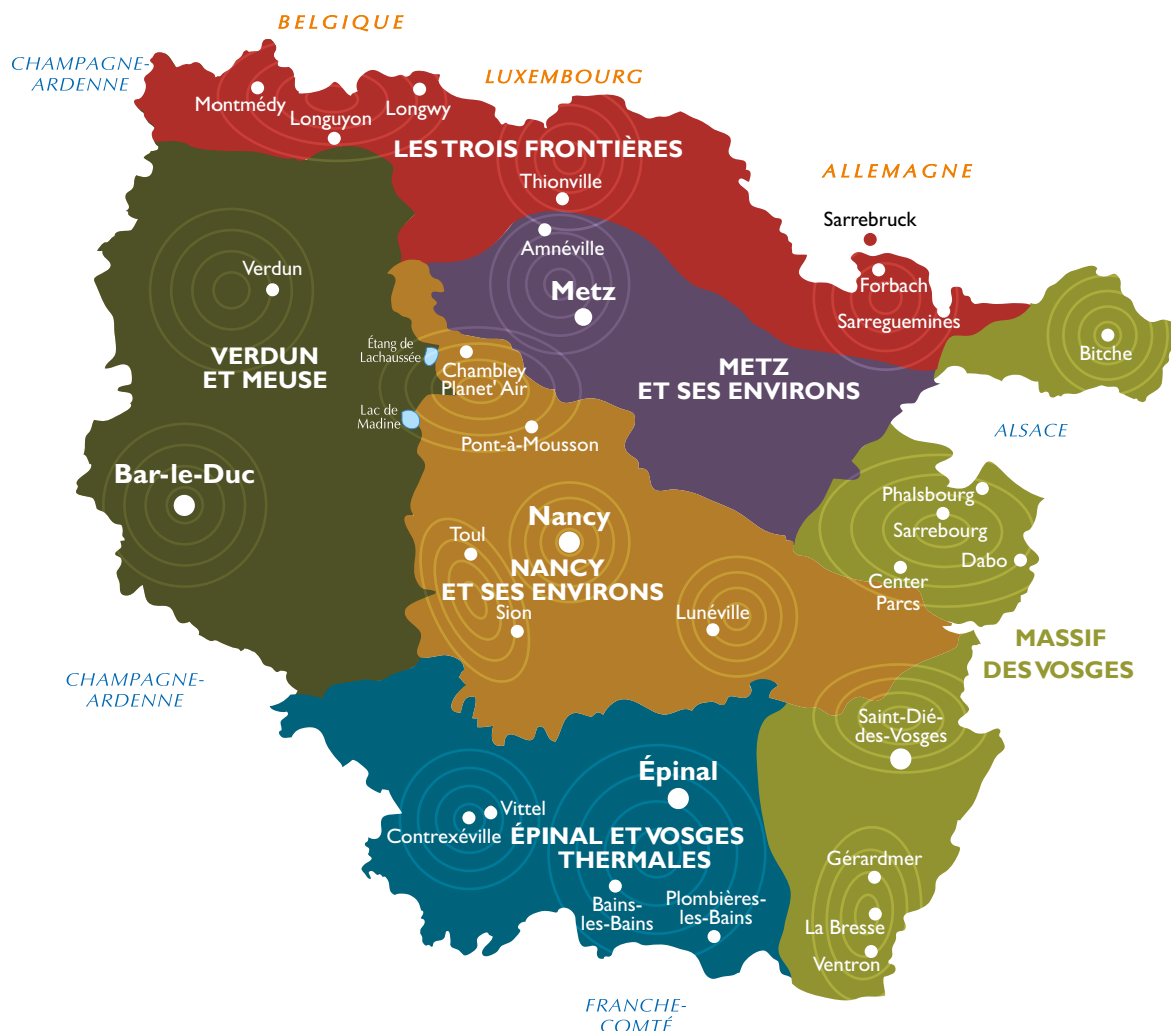 BELGIQUE
CHAMPAGNE-
ARDENNE
LUXEMBOURG
Montmédy
Longwy
Longuyon
LES TROIS FRONTIÈRES
ALLEMAGNE
Thionville
Sarrebruck
Amnéville
Verdun
Forbach
Metz
Sarreguemines
Étang de
Lachaussée
VERDUN
ET MEUSE
Bitche
Chambley
Planet' Air
METZ
ET SES ENVIRONS
Lac de
Madine
Pont-à-Mousson
ALSACE
Bar-le-Duc
Phalsbourg
Nancy
Sarrebourg
Toul
Dabo
NANCY
ET SES ENVIRONS
Center
Parcs
Sion
Lunéville
MASSIF
DES VOSGES
CHAMPAGNE-
ARDENNE
Saint-Dié-
des-Vosges
Épinal
Vittel
Contrexéville
ÉPINAL ET VOSGES
THERMALES
Gérardmer
Bains-
les-Bains
Plombières-
les-Bains
La Bresse
Ventron
FRANCHE-
COMTÉ